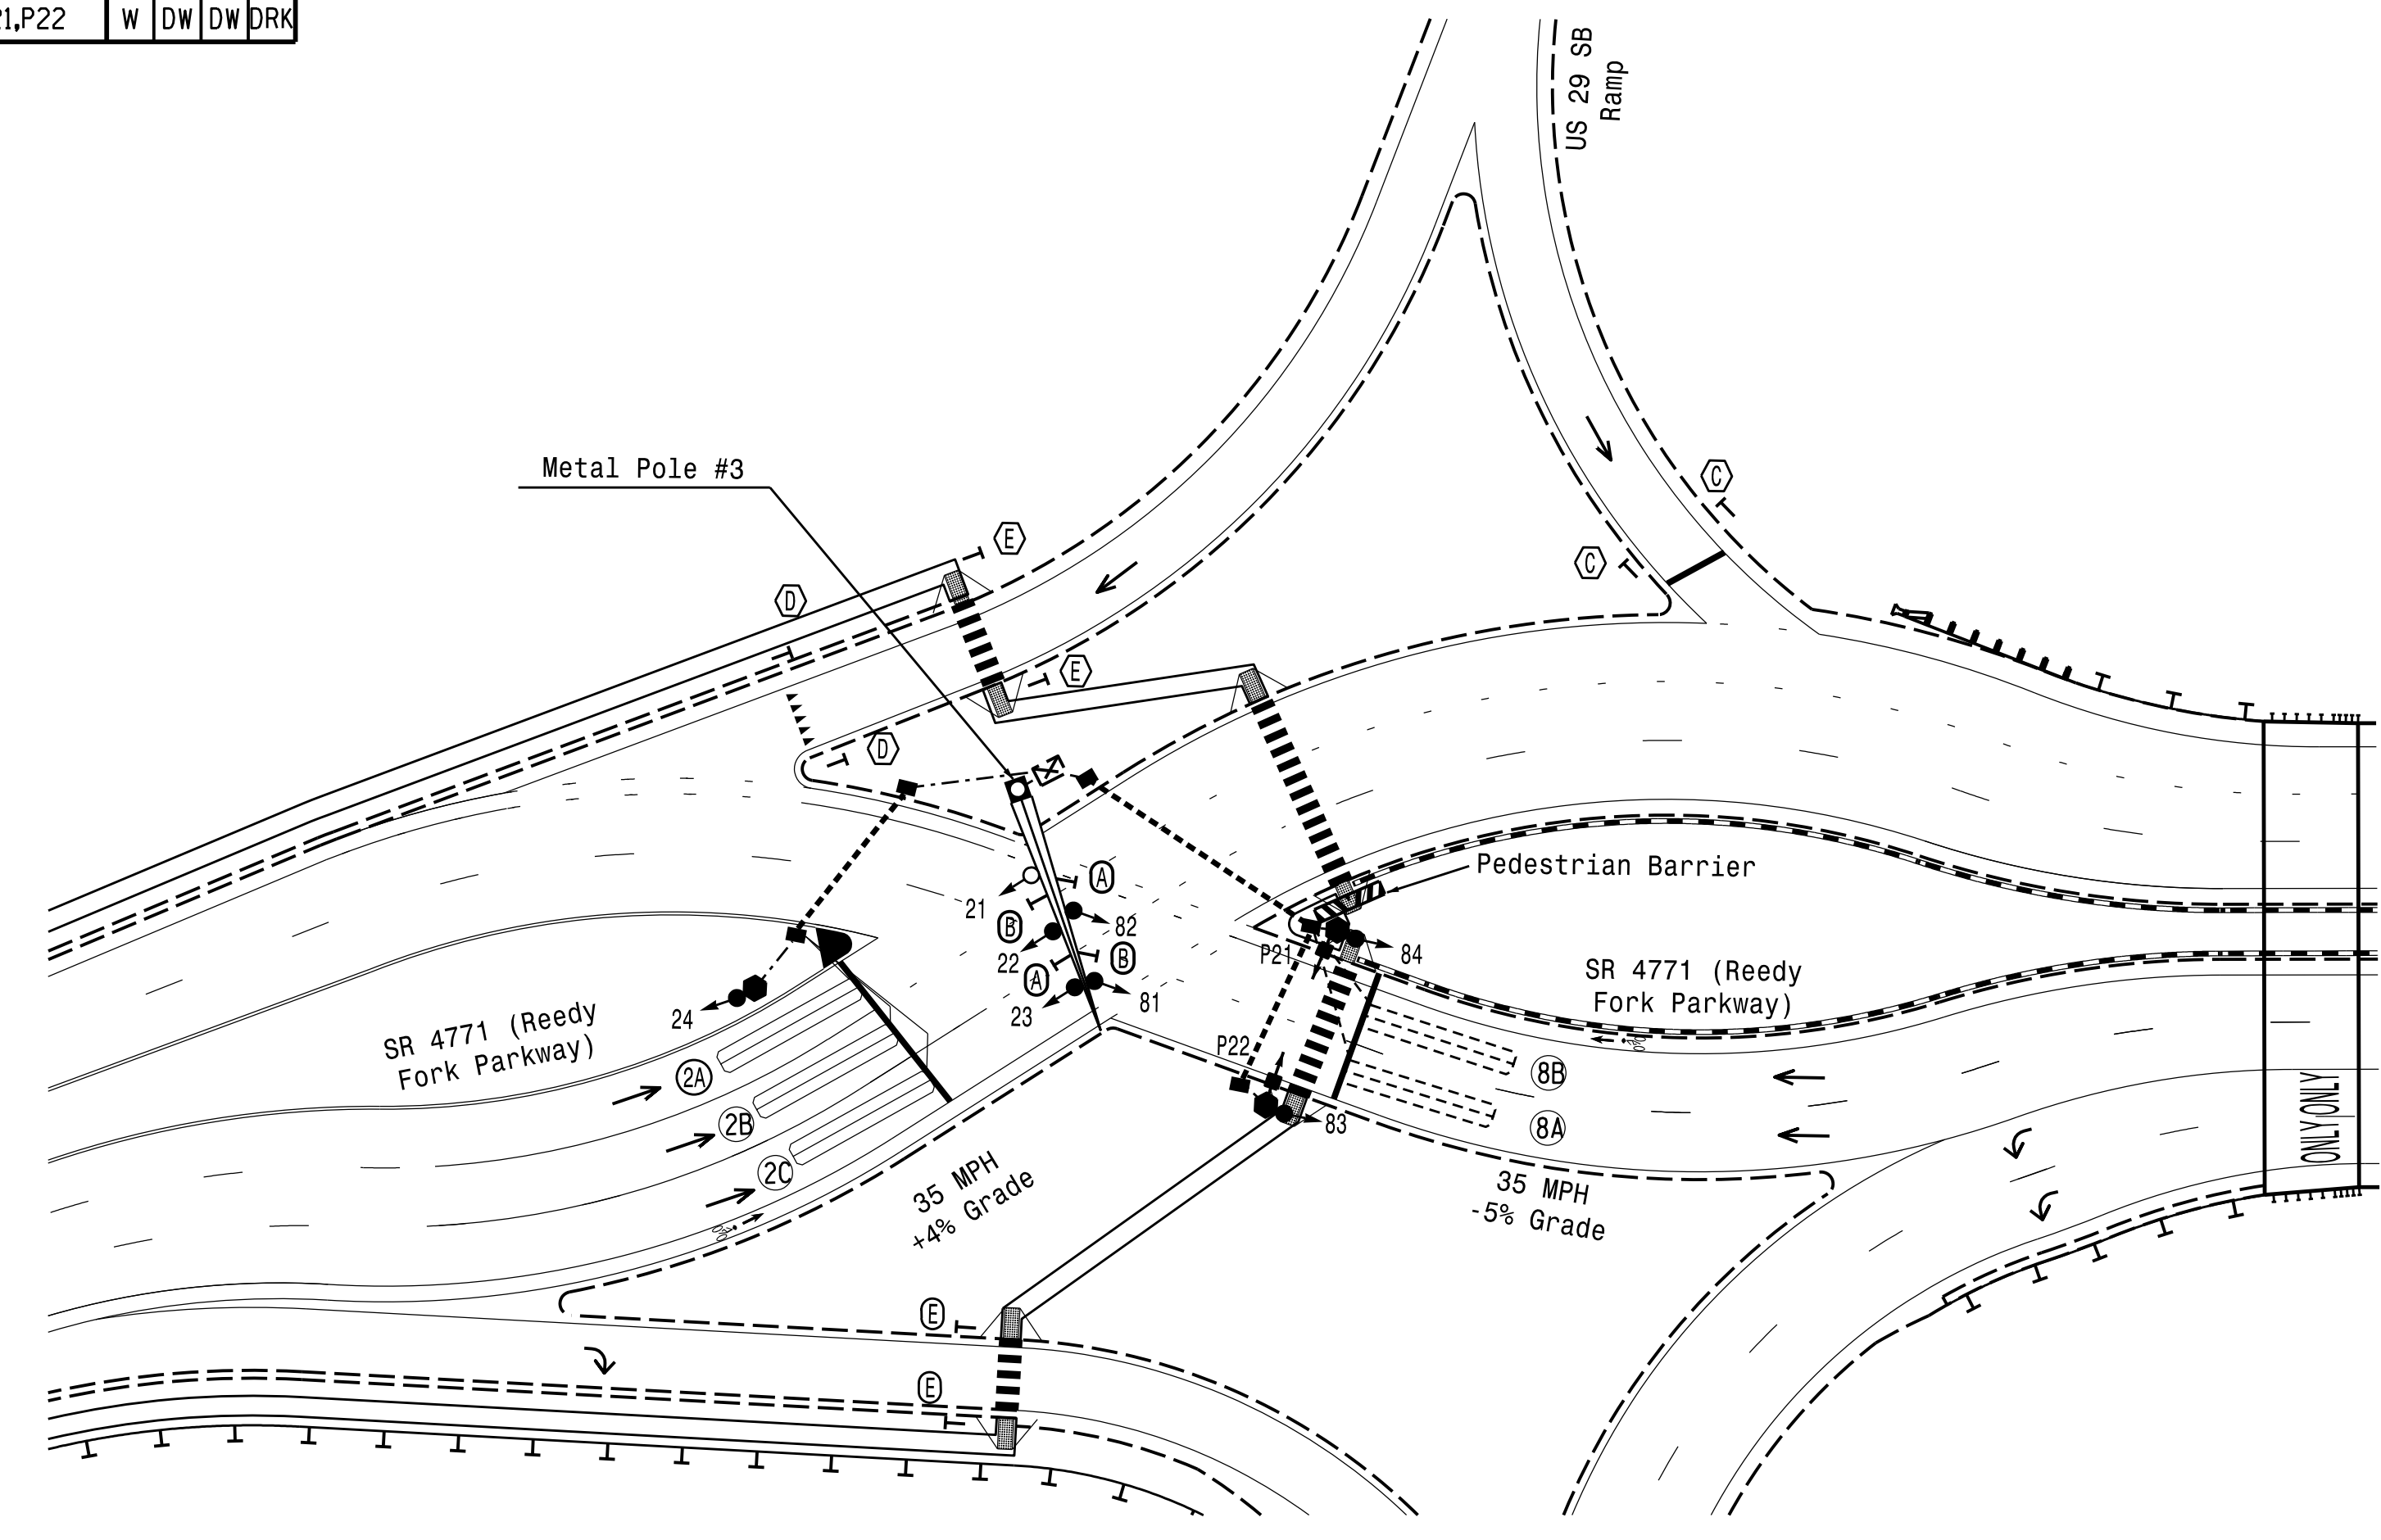 P22 W DW DW DRK
US 29 SB
Ramp
Metal Pole #3
C
E
C
D
E
D
Pedestrian Barrier
A
21
B
82
22
B
A
81
23
P21
84
24
SR 4771 (Reedy
Fork Parkway)
SR 4771 (Reedy
Fork Parkway)
P22
2A
8B
2B
8A
83
2C
ONLY ONLY
35 MPH
+4% Grade
35 MPH
-5% Grade
E
E